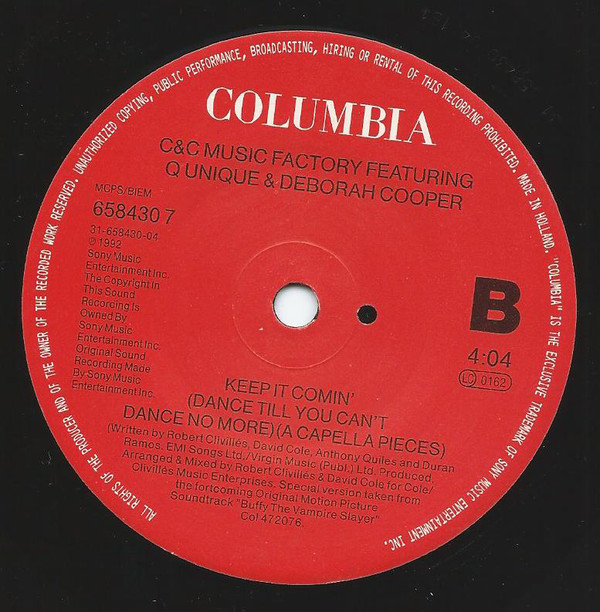 ALL RIGHTS OF THE PRODUCER AND OF THE OWNER OF THE RECORDED WORK RESERVED. UNAUTHORIZED COPYING, PUBLIC PERFORMANCE, BROADCASTING, HIRING OR RENTAL OF THIS RECORDING PROHIBITED. MADE IN HOLLAND. "COLUMBIA" IS THE EXCLUSIVE TRADEMARK OF SONY MUSIC ENTERTAINMENT INC.
COLUMBIA
C&C MUSIC FACTORY FEATURING
Q UNIQUE & DEBORAH COOPER
MCPS/BIEM
658430 7
31-658430-04
℗ 1992
Sony Music
Entertainment Inc.
The Copyright in
This Sound
Recording Is
Owned By
Sony Music
Entertainment Inc.
Original Sound
Recording Made
By Sony Music
Entertainment Inc.
B
4:04
LC 0162
KEEP IT COMIN'
(DANCE TILL YOU CAN'T
DANCE NO MORE) (A CAPELLA PIECES)
(Written by Robert Clivillés, David Cole, Anthony Quiles and Duran
Ramos. EMI Songs Ltd./Virgin Music (Publ.) Ltd. Produced,
Arranged & Mixed by Robert Clivillés & David Cole for Cole/
Clivillés Music Enterprises. Special version taken from
the forthcoming Original Motion Picture
Soundtrack "Buffy The Vampire Slayer"
Col 472076.